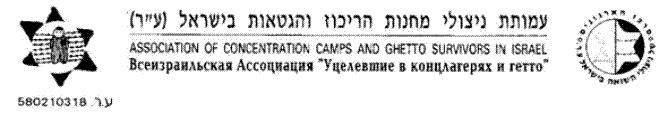 עמותת ניצולי מחנות הריכוז והגטאות בישראל (ע״ר)
ASSOCIATION OF CONCENTRATION CAMPS AND GHETTO SURVIVORS IN ISRAEL
Всеизраильская Ассоциация "Уцелевшие в концлагерях и гетто"
ע.ר. 580210318